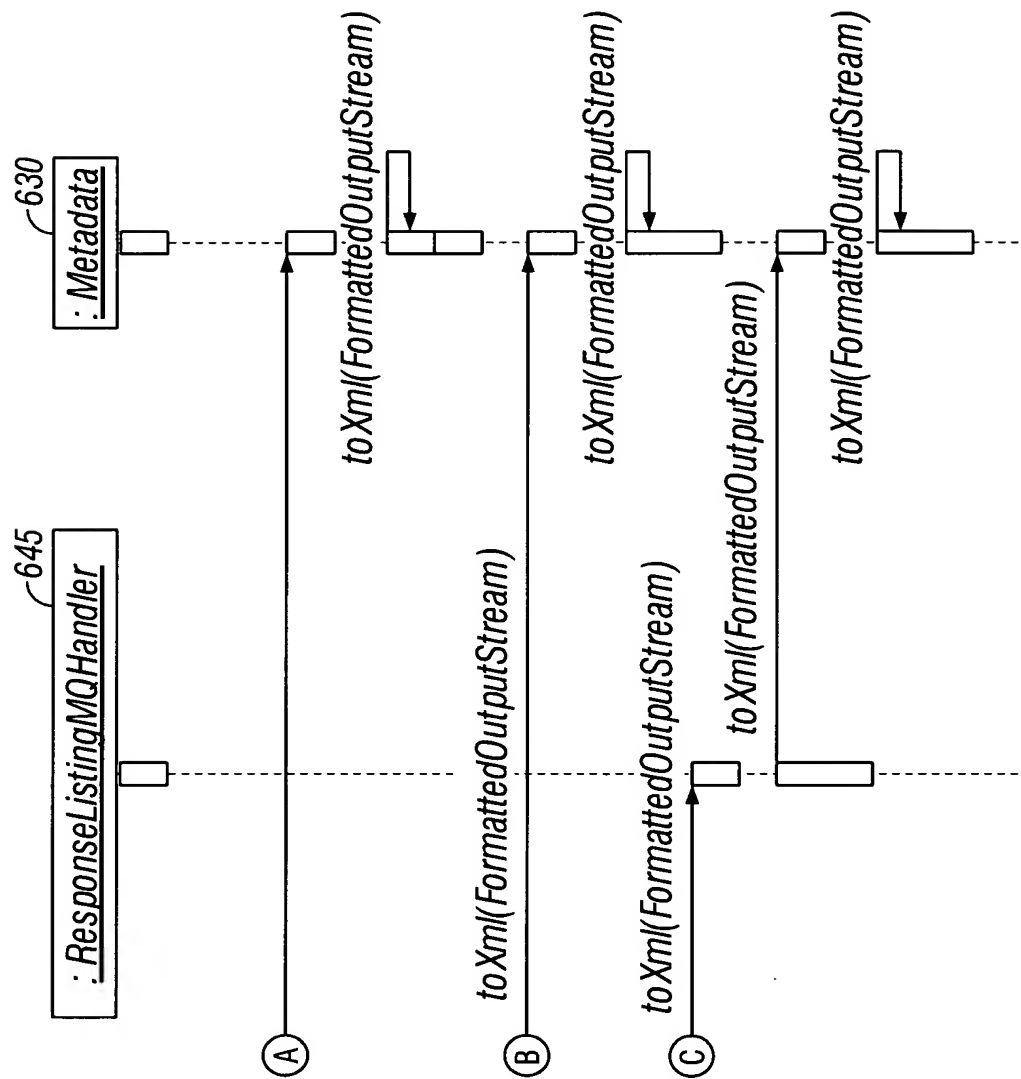 645
: ResponseListingMQHandler
630
: Metadata
A
toXml(FormattedOutputStream)
toXml(FormattedOutputStream)
B
toXml(FormattedOutputStream)
toXml(FormattedOutputStream)
C
toXml(FormattedOutputStream)
toXml(FormattedOutputStream)